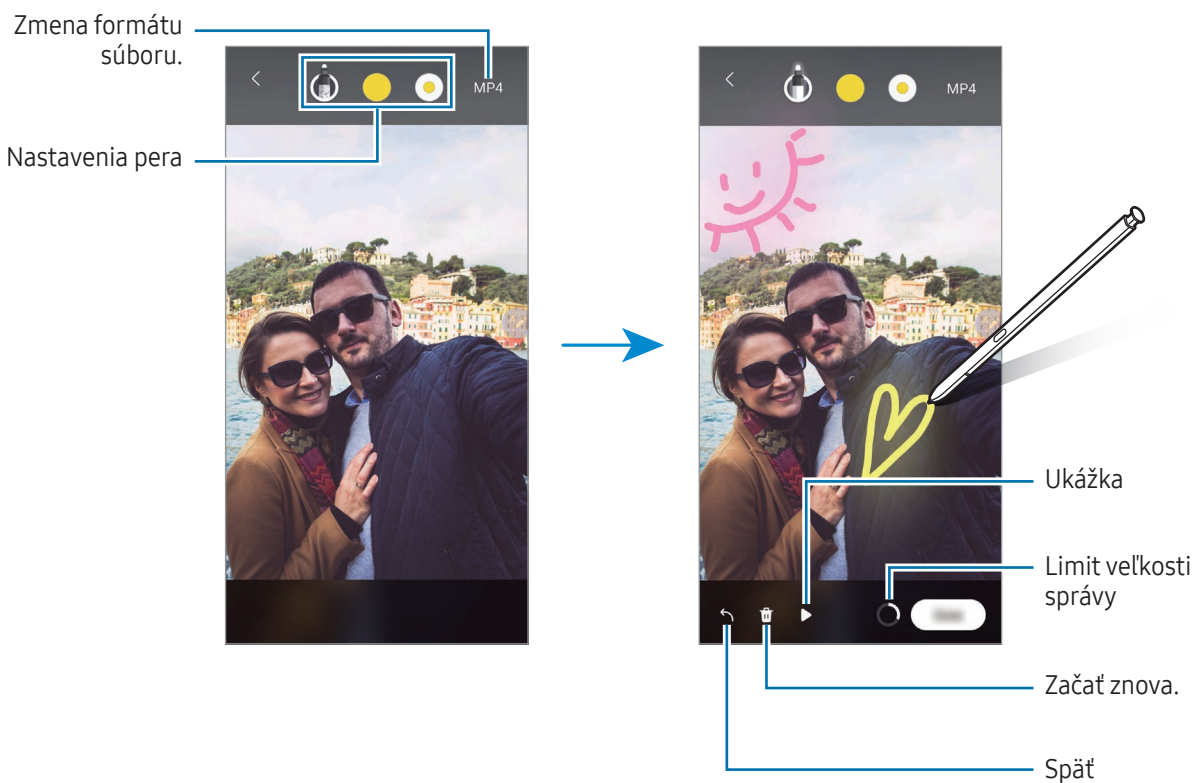 Zmena formátu
súboru.
MP4
Nastavenia pera
MP4
Ukážka
Limit veľkosti
správy
Začať znova.
Späť